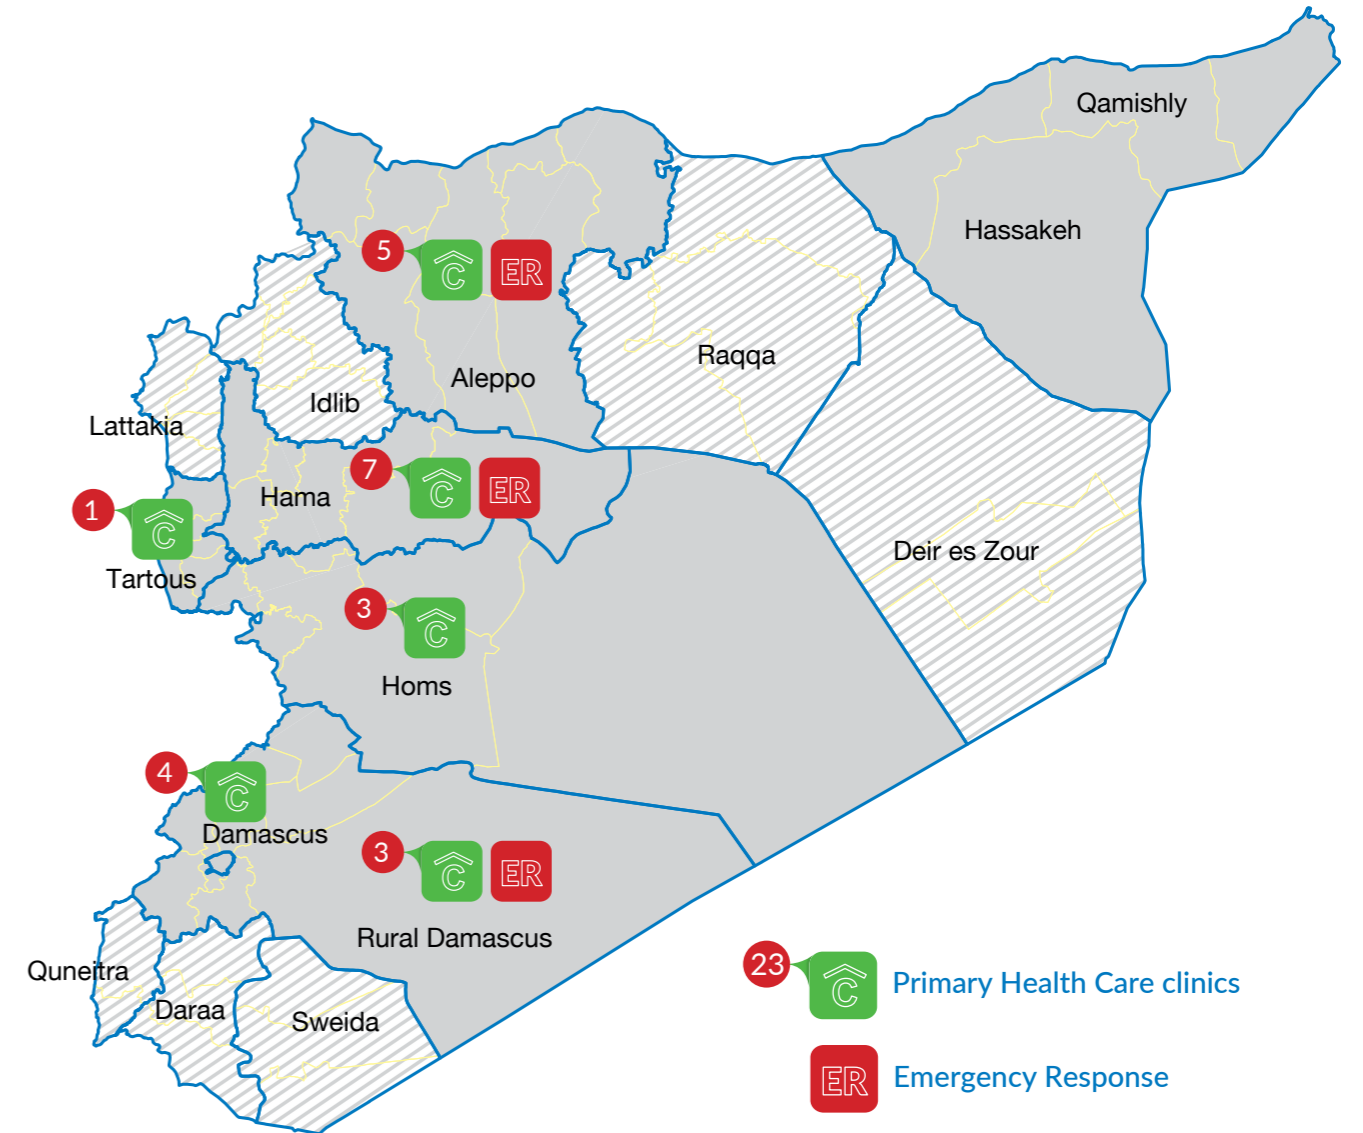 Qamishly
Hassakeh
5 C ER
Raqqa
Aleppo
Idlib
Lattakia
7 C ER
Hama
1 C
Deir es Zour
Tartous
3 C
Homs
4 C
Damascus
3 C ER
Rural Damascus
Quneitra
Daraa
Sweida
23 C Primary Health Care clinics
ER Emergency Response